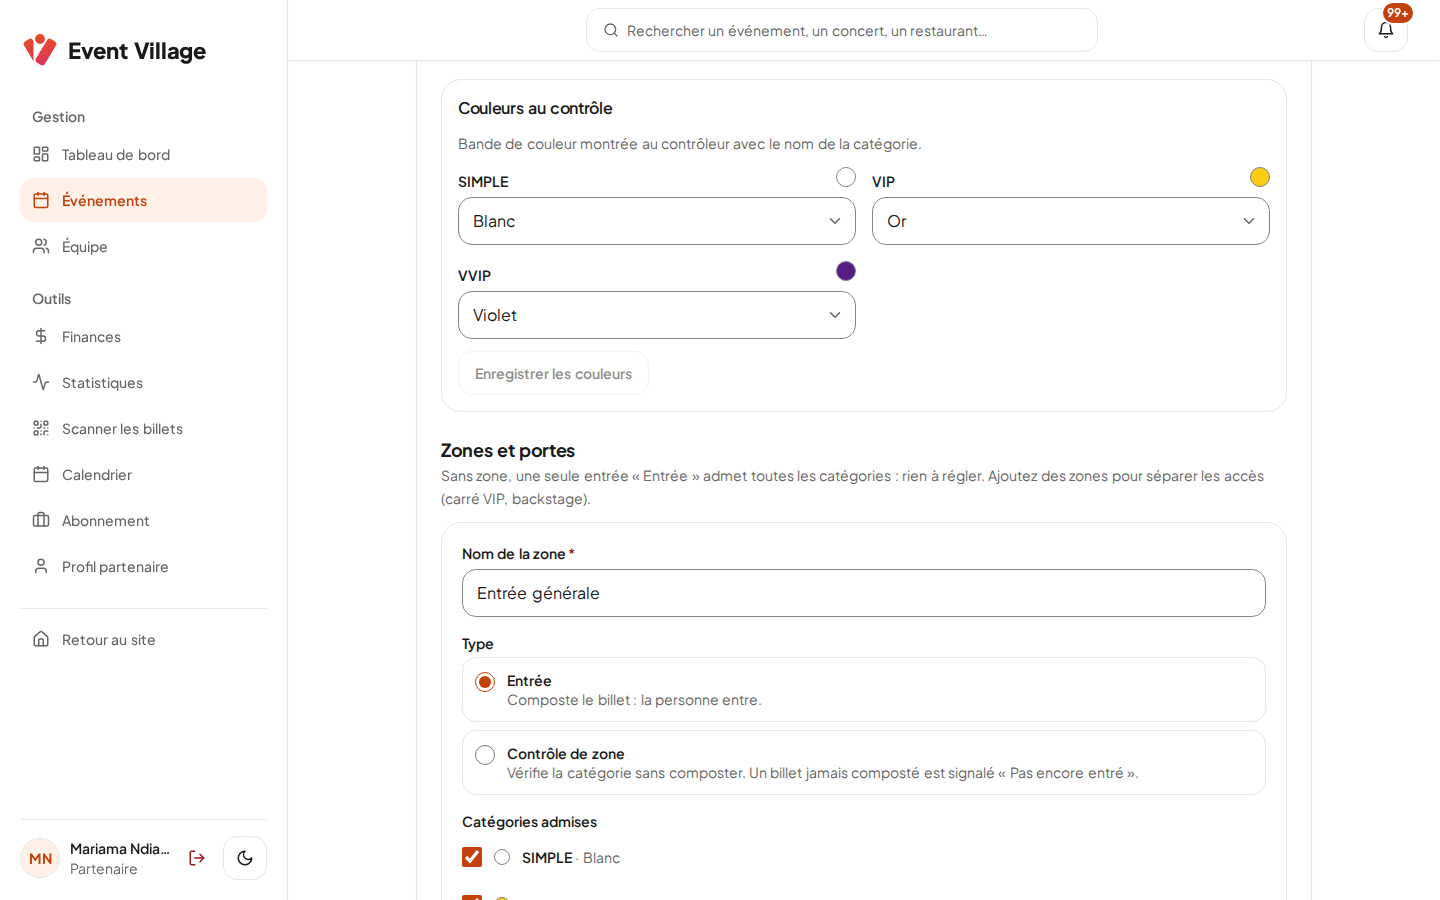 Event Village
Gestion
Tableau de bord
Événements
Équipe
Outils
Finances
Statistiques
Scanner les billets
Calendrier
Abonnement
Profil partenaire
Retour au site
MN
Mariama Ndia...
Partenaire
Rechercher un événement, un concert, un restaurant...
99+
Couleurs au contrôle
Bande de couleur montrée au contrôleur avec le nom de la catégorie.
SIMPLE
Blanc
VIP
Or
VVIP
Violet
Enregistrer les couleurs
Zones et portes
Sans zone, une seule entrée « Entrée » admet toutes les catégories : rien à régler. Ajoutez des zones pour séparer les accès
(carré VIP, backstage).
Nom de la zone *
Entrée générale
Type
Entrée
Composte le billet : la personne entre.
Contrôle de zone
Vérifie la catégorie sans composter. Un billet jamais composté est signalé « Pas encore entré ».
Catégories admises
SIMPLE · Blanc